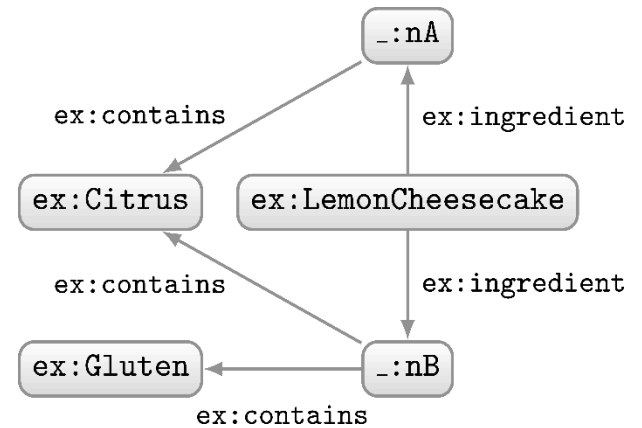 _:nA
ex:contains
ex:ingredient
ex:Citrus
ex:LemonCheesecake
ex:contains
ex:ingredient
ex:Gluten
_:nB
ex:contains